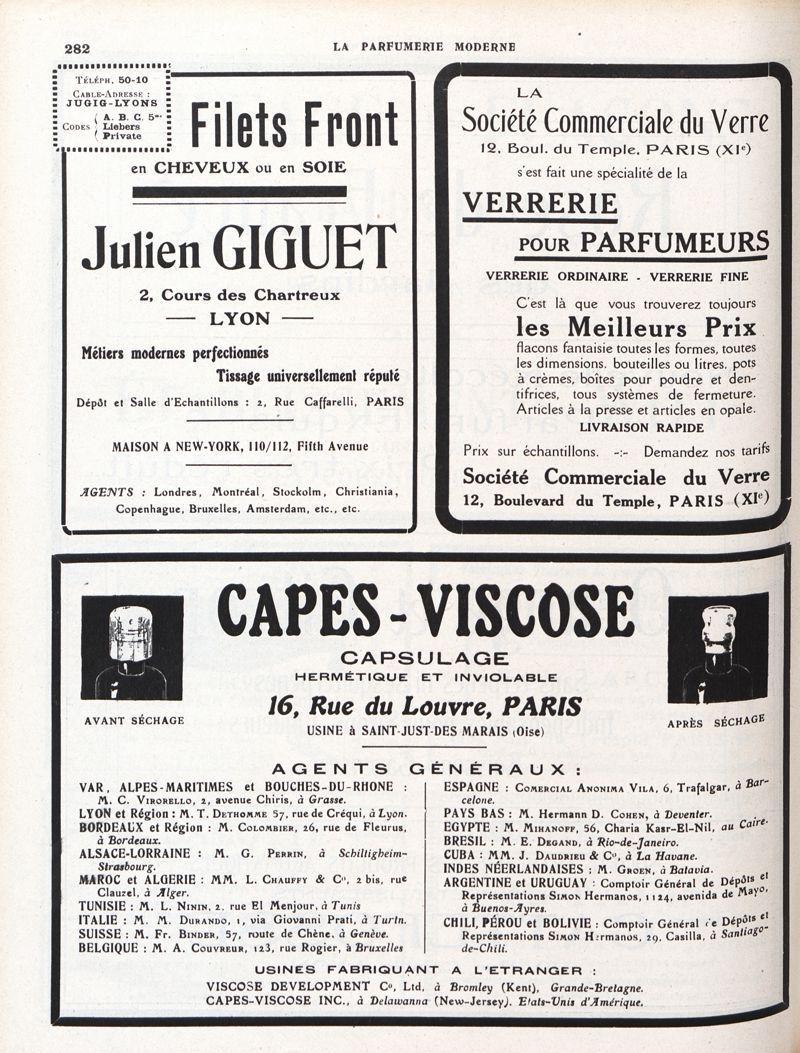 282
LA PARFUMERIE MODERNE
TÉLÉPH. 50-10
CABLE-ADRESSE :
JUGIG-LYONS
CODES { A. B. C. 5me
Liebers
Private
Filets Front
en CHEVEUX ou en SOIE
Julien GIGUET
2, Cours des Chartreux
— LYON —
Métiers modernes perfectionnés
Tissage universellement réputé
Dépôt et Salle d'Echantillons : 2, Rue Caffarelli, PARIS
MAISON A NEW-YORK, 110/112, Fifth Avenue
AGENTS : Londres, Montréal, Stockolm, Christiania,
Copenhague, Bruxelles, Amsterdam, etc., etc.
LA
Société Commerciale du Verre
12, Boul. du Temple, PARIS (XIe)
s'est fait une spécialité de la
VERRERIE
POUR PARFUMEURS
VERRERIE ORDINAIRE - VERRERIE FINE
C'est là que vous trouverez toujours
les Meilleurs Prix
flacons fantaisie toutes les formes, toutes
les dimensions. bouteilles ou litres. pots
à crèmes, boîtes pour poudre et den-
tifrices, tous systèmes de fermeture.
Articles à la presse et articles en opale.
LIVRAISON RAPIDE
Prix sur échantillons. -:- Demandez nos tarifs
Société Commerciale du Verre
12, Boulevard du Temple, PARIS (XIe)
CAPES-VISCOSE
CAPSULAGE
HERMÉTIQUE ET INVIOLABLE
16, Rue du Louvre, PARIS
USINE à SAINT-JUST-DES MARAIS (Oise)
AVANT SÉCHAGE
APRÈS SÉCHAGE
AGENTS GÉNÉRAUX :
VAR, ALPES-MARITIMES et BOUCHES-DU-RHONE :
M. C. VIRORELLO, 2, avenue Chiris, à Grasse.
LYON et Région : M. T. DETHOMME 57, rue de Créqui, à Lyon.
BORDEAUX et Région : M. COLOMBIER, 26, rue de Fleurus,
à Bordeaux.
ALSACE-LORRAINE : M. G. PERRIN, à Schiltigheim-
Strasbourg.
MAROC et ALGERIE : MM. L. CHAUFFY & Co, 2 bis, rue
Clauzel, à Alger.
TUNISIE : M. L. NININ, 2. rue El Menjour, à Tunis
ITALIE : M. M. DURANDO, 1, via Giovanni Prati, à Turin.
SUISSE : M. Fr. BINDER, 57, route de Chène, à Genève.
BELGIQUE : M. A. COUVREUR, 123, rue Rogier, à Bruxelles
ESPAGNE : COMERCIAL ANONIMA VILA, 6, Trafalgar, à Bar-
celone.
PAYS BAS : M. Hermann D. COHEN, à Deventer.
EGYPTE : M. MIHANOFF, 56, Charia Kasr-El-Nil, au Caire.
BRESIL : M. E. DEGAND, à Rio-de-Janeiro.
CUBA : MM. J. DAUDRIEU & Co, à La Havane.
INDES NÉERLANDAISES : M. GROEN, à Batavia.
ARGENTINE et URUGUAY : Comptoir Général de Dépôts et
Représentations SIMON Hermanos, 1124, avenida de Mayo,
à Buenos-Ayres.
CHILI, PÉROU et BOLIVIE : Comptoir Général de Dépôts et
Représentations SIMON Hermanos, 29, Casilla, à Santiago-
de-Chili.
USINES FABRIQUANT A L'ETRANGER :
VISCOSE DEVELOPMENT Co, Ltd, à Bromley (Kent), Grande-Bretagne.
CAPES-VISCOSE INC., à Delawanna (New-Jersey). Etats-Unis d'Amérique.